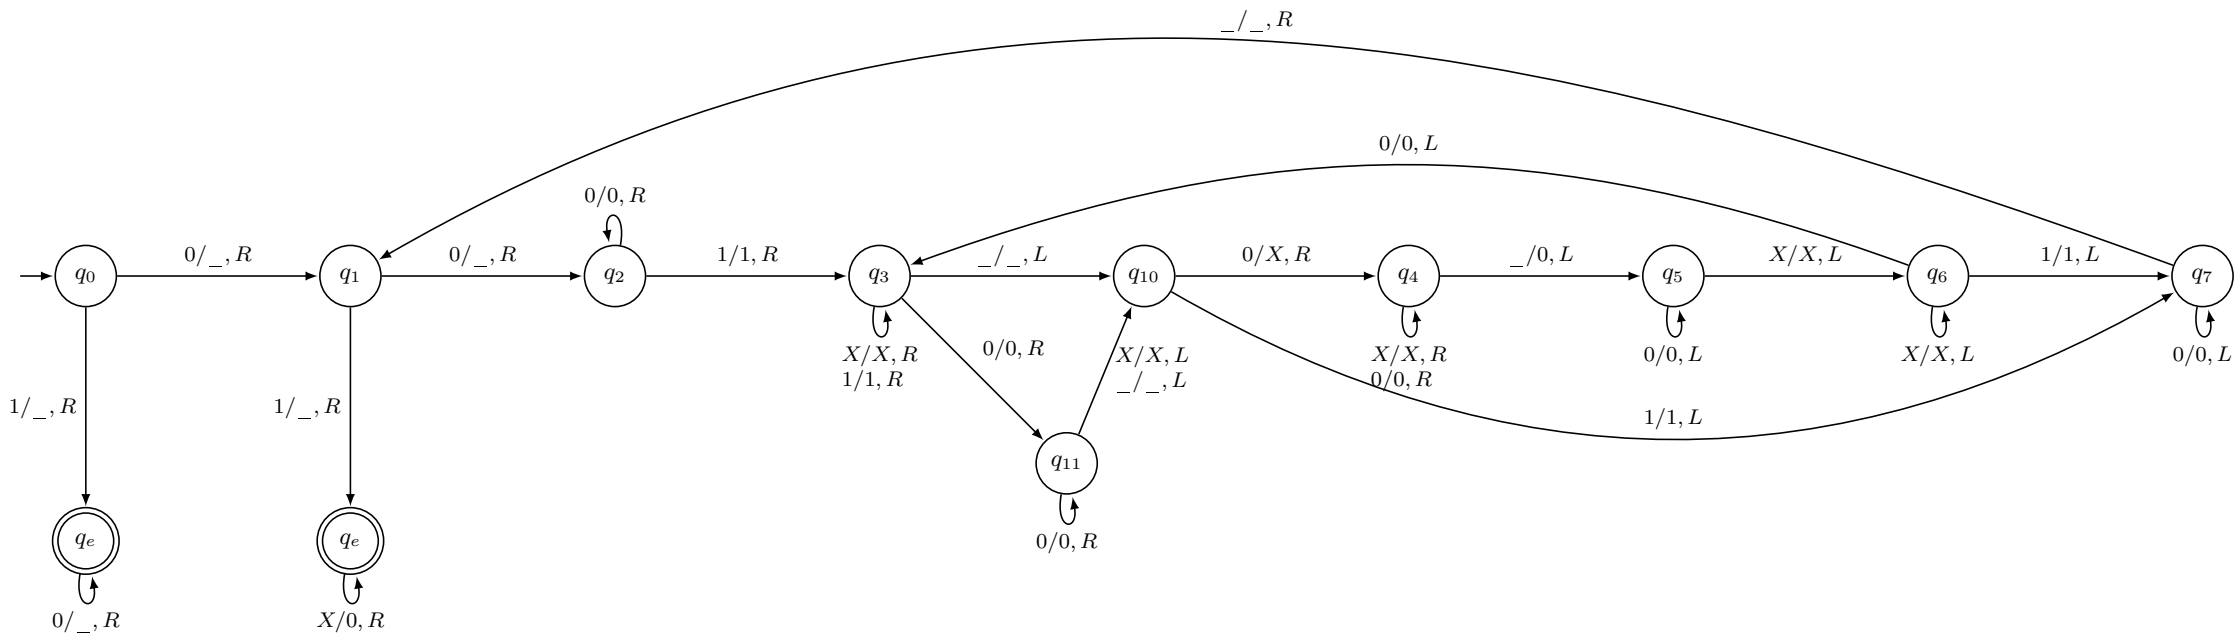 _/_, R
0/0, L
0/0, R
q0
0/_, R
q1
0/_, R
q2
1/1, R
q3
_/_, L
q10
0/X, R
q4
_/0, L
q5
X/X, L
q6
1/1, L
q7
X/X, R
1/1, R
0/0, R
X/X, L
_/_, L
X/X, R
0/0, R
0/0, L
X/X, L
0/0, L
1/_, R
1/_, R
1/1, L
q11
0/0, R
qe
qe
0/_, R
X/0, R